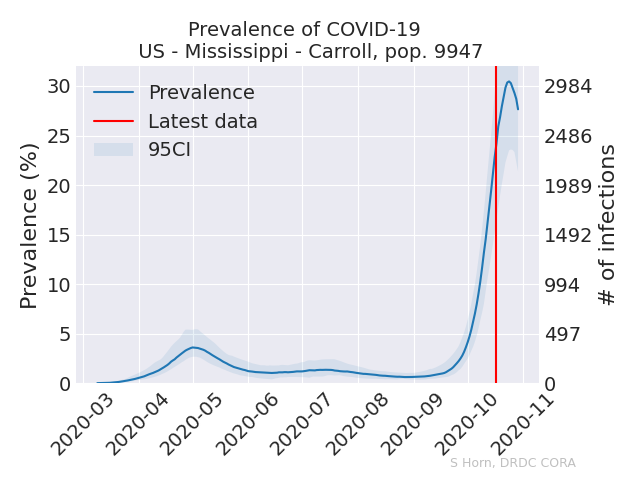 Prevalence of COVID-19
US - Mississippi - Carroll, pop. 9947
Prevalence
Latest data
95CI
Prevalence (%)
30
25
20
15
10
5
0
2984
2486
1989
1492
994
497
0
# of infections
2020-03
2020-04
2020-05
2020-06
2020-07
2020-08
2020-09
2020-10
2020-11
S Horn, DRDC CORA